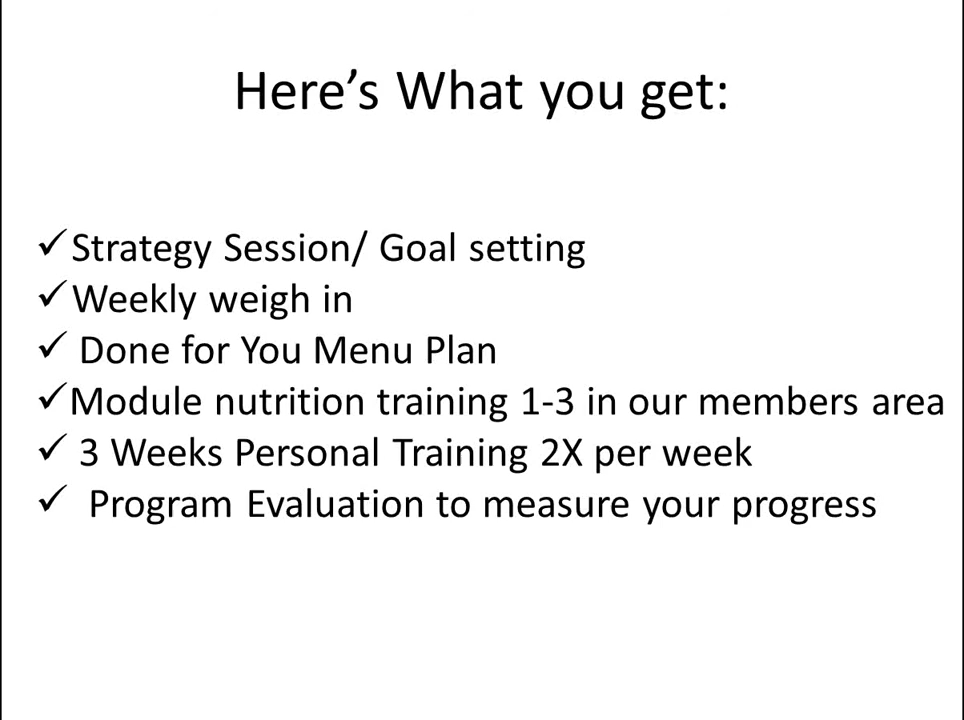 Here’s What you get:
✓Strategy Session/ Goal setting
✓Weekly weigh in
✓ Done for You Menu Plan
✓Module nutrition training 1-3 in our members area
✓ 3 Weeks Personal Training 2X per week
✓ Program Evaluation to measure your progress